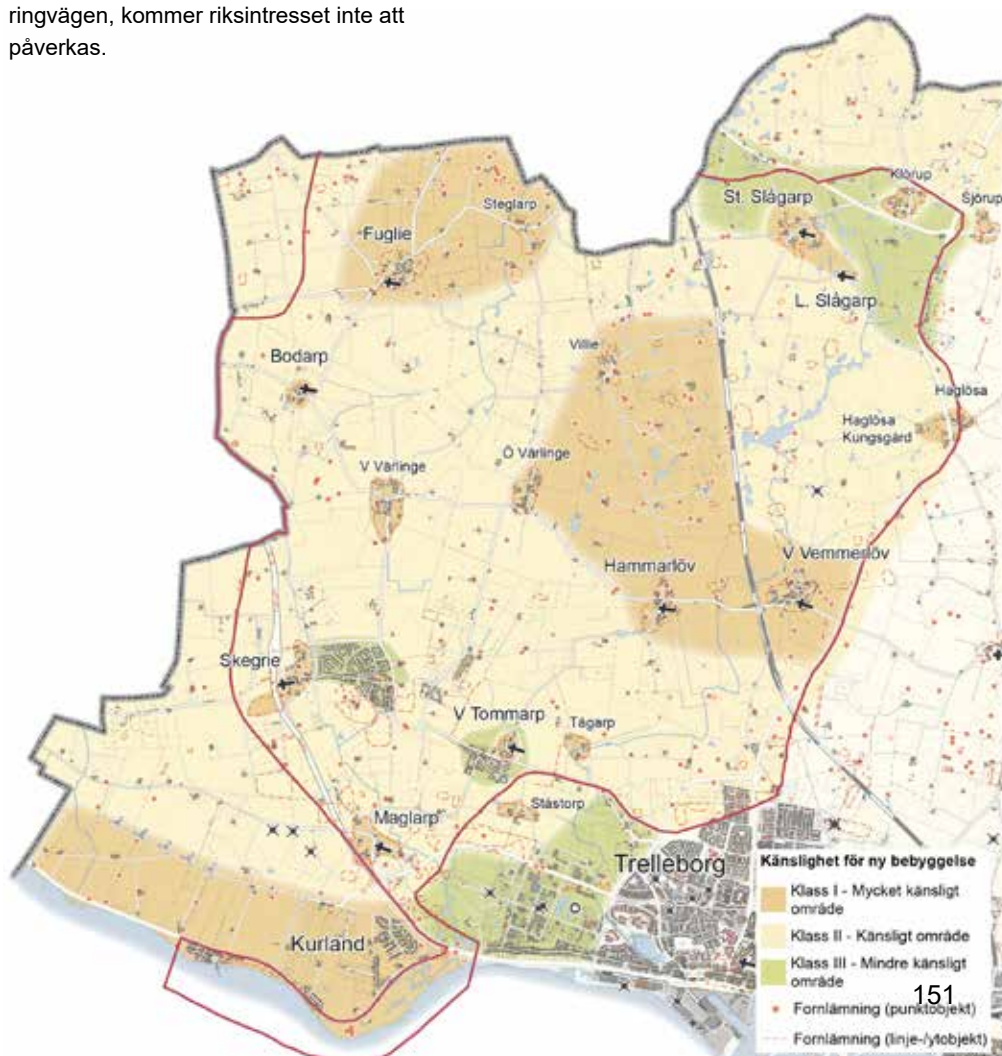 ringvägen, kommer riksintresset inte att
påverkas.
Klörup
St. Slågarp
Sjörup
Steglarp
Fuglie
L. Slågarp
Villie
Bodarp
Haglösa
Haglösa
Kungsgård
Ö Värlinge
V Värlinge
V Vemmerlöv
Hammarlöv
Skegrie
V Tommarp
Tågarp
Ståstorp
Maglarp
Trelleborg
Kurland
Känslighet för ny bebyggelse
Klass I - Mycket känsligt
område
Klass II - Känsligt område
Klass III - Mindre känsligt
område
151
Fornlämning (punktobjekt)
Fornlämning (linje-/ytobjekt)